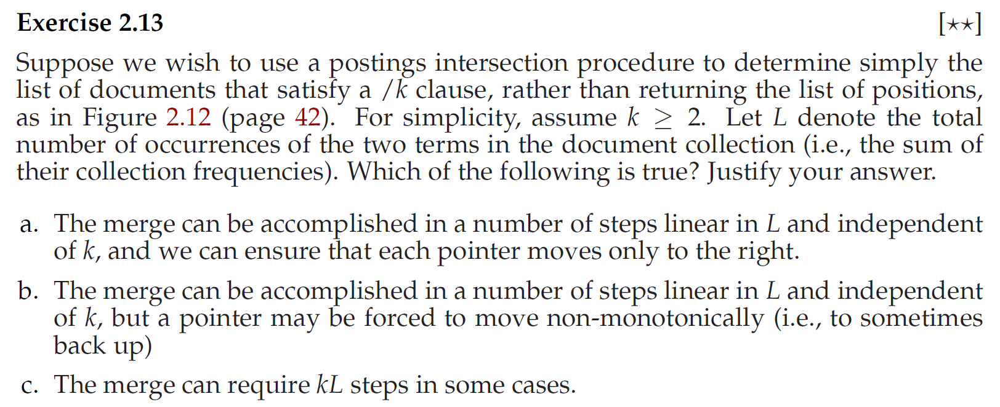 Exercise 2.13 [⋆⋆]
Suppose we wish to use a postings intersection procedure to determine simply the
list of documents that satisfy a /k clause, rather than returning the list of positions,
as in Figure 2.12 (page 42). For simplicity, assume k ≥ 2. Let L denote the total
number of occurrences of the two terms in the document collection (i.e., the sum of
their collection frequencies). Which of the following is true? Justify your answer.
a. The merge can be accomplished in a number of steps linear in L and independent
of k, and we can ensure that each pointer moves only to the right.
b. The merge can be accomplished in a number of steps linear in L and independent
of k, but a pointer may be forced to move non-monotonically (i.e., to sometimes
back up)
c. The merge can require kL steps in some cases.